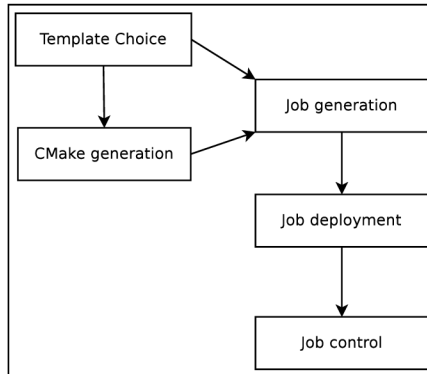 Template Choice
Job generation
CMake generation
Job deployment
Job control